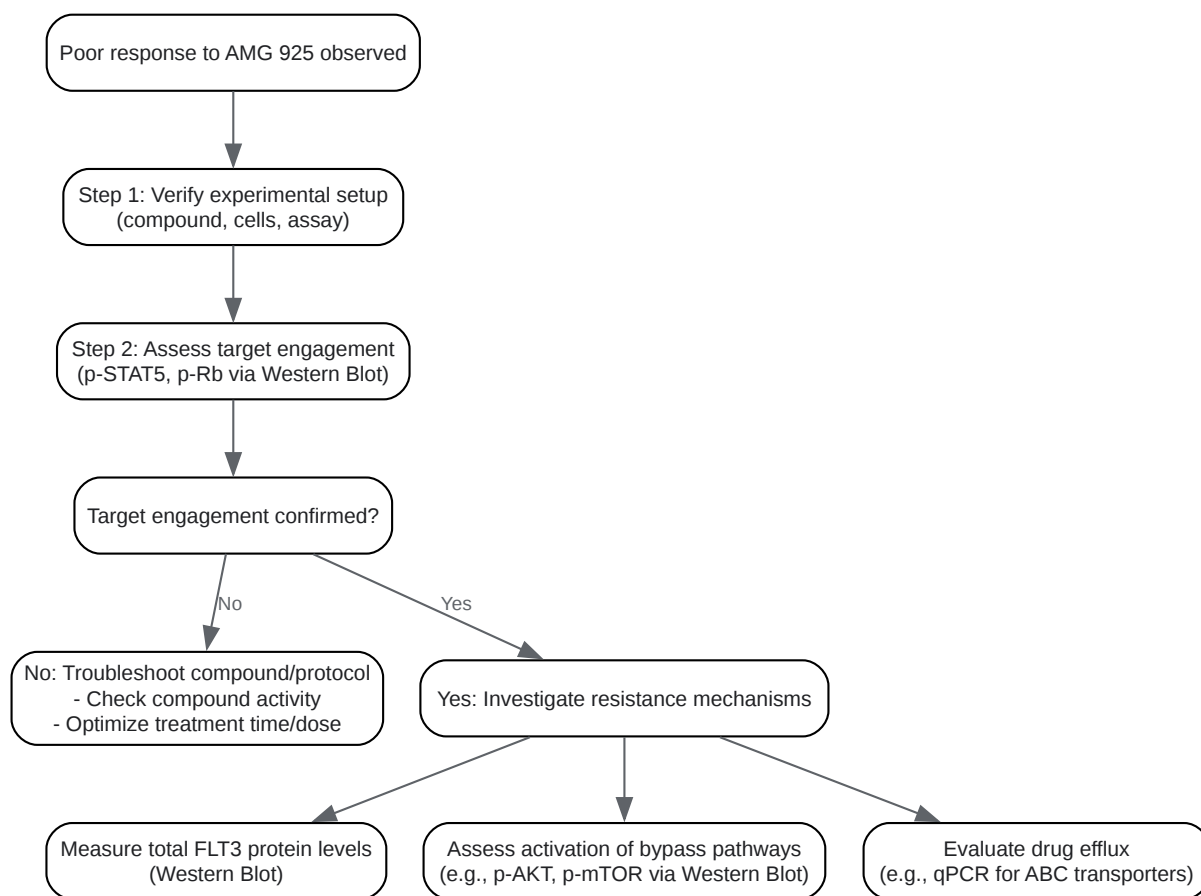 Poor response to AMG 925 observed
Step 1: Verify experimental setup
(compound, cells, assay)
Step 2: Assess target engagement
(p-STAT5, p-Rb via Western Blot)
Target engagement confirmed?
No
Yes
No: Troubleshoot compound/protocol
- Check compound activity
- Optimize treatment time/dose
Yes: Investigate resistance mechanisms
Measure total FLT3 protein levels
(Western Blot)
Assess activation of bypass pathways
(e.g., p-AKT, p-mTOR via Western Blot)
Evaluate drug efflux
(e.g., qPCR for ABC transporters)